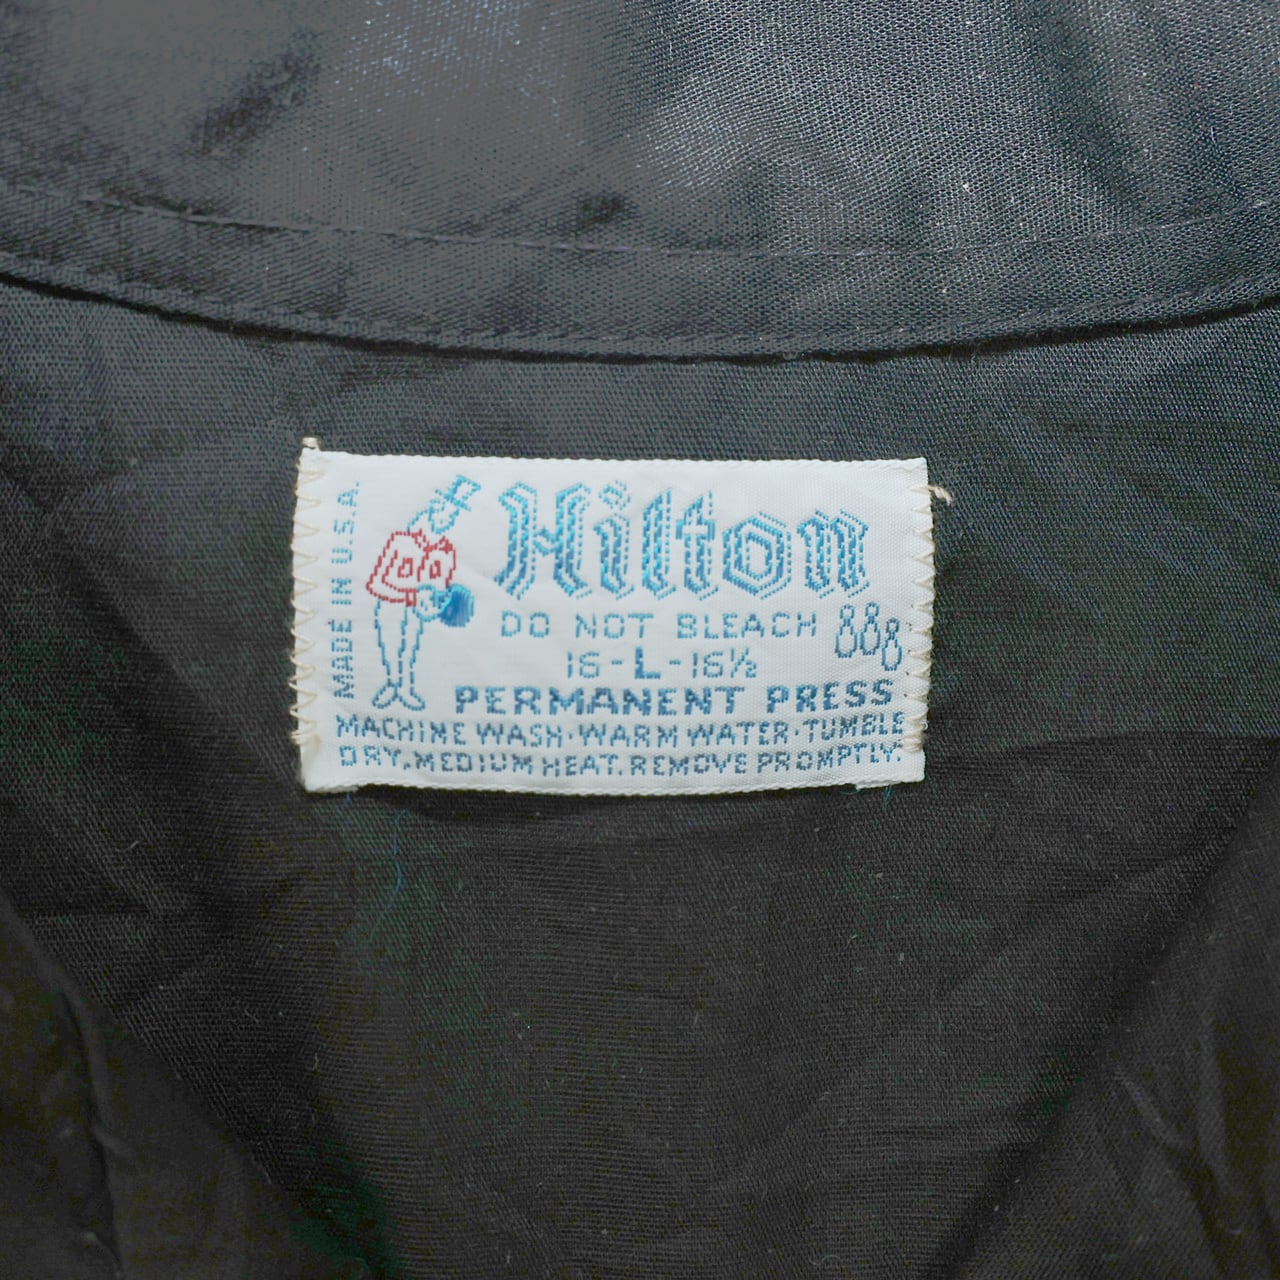 MADE IN U.S.A.
Hilton
DO NOT BLEACH
16-L-16½
PERMANENT PRESS
MACHINE WASH·WARM WATER·TUMBLE
DRY. MEDIUM HEAT. REMOVE PROMPTLY.